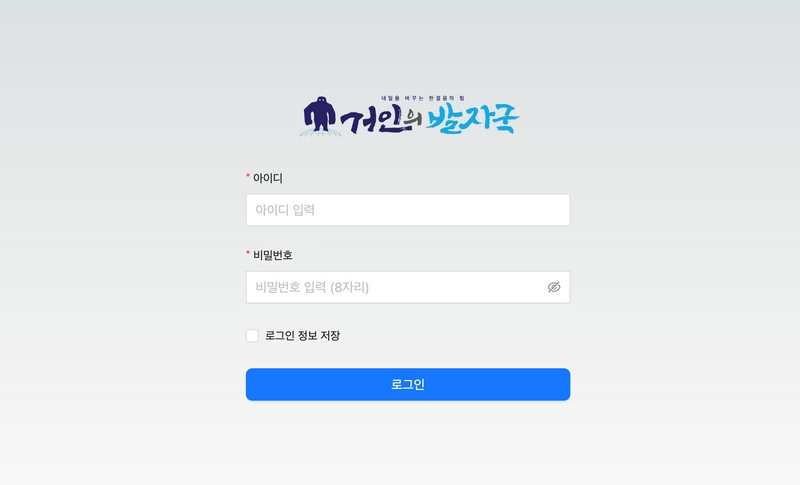 내일을 바꾸는 한걸음의 힘
거인의 발자국
* 아이디
아이디 입력
* 비밀번호
비밀번호 입력 (8자리)
로그인 정보 저장
로그인